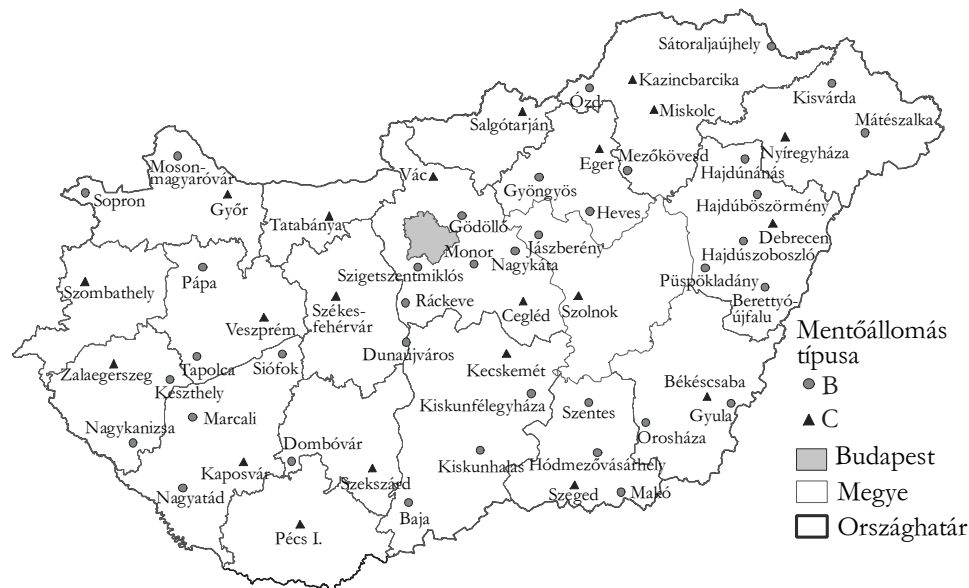 Sátoraljaújhely
Kazincbarcika
Ózd
Kisvárda
Miskolc
Salgótarján
Mátészalka
Nyíregyháza
Eger
Mezőkövesd
Hajdúnánás
Moson-
magyaróvár
Vác
Gyöngyös
Sopron
Győr
Hajdúböszörmény
Tatabánya
Heves
Gödöllő
Debrecen
Jászberény
Hajdúszoboszló
Monor
Nagykáta
Szigetszentmiklós
Püspökladány
Pápa
Szombathely
Székes-
fehérvár
Ráckeve
Cegléd
Szolnok
Berettyó-
újfalu
Veszprém
Dunaújváros
Kecskemét
Tapolca
Siófok
Zalaegerszeg
Keszthely
Békéscsaba
Kiskunfélegyháza
Szentes
Gyula
Marcali
Nagykanizsa
Orosháza
Dombóvár
Kiskunhalas
Hódmezővásárhely
Kaposvár
Szekszárd
Nagyatád
Szeged
Makó
Baja
Pécs I.
Mentőállomás
típusa
B
C
Budapest
Megye
Országhatár